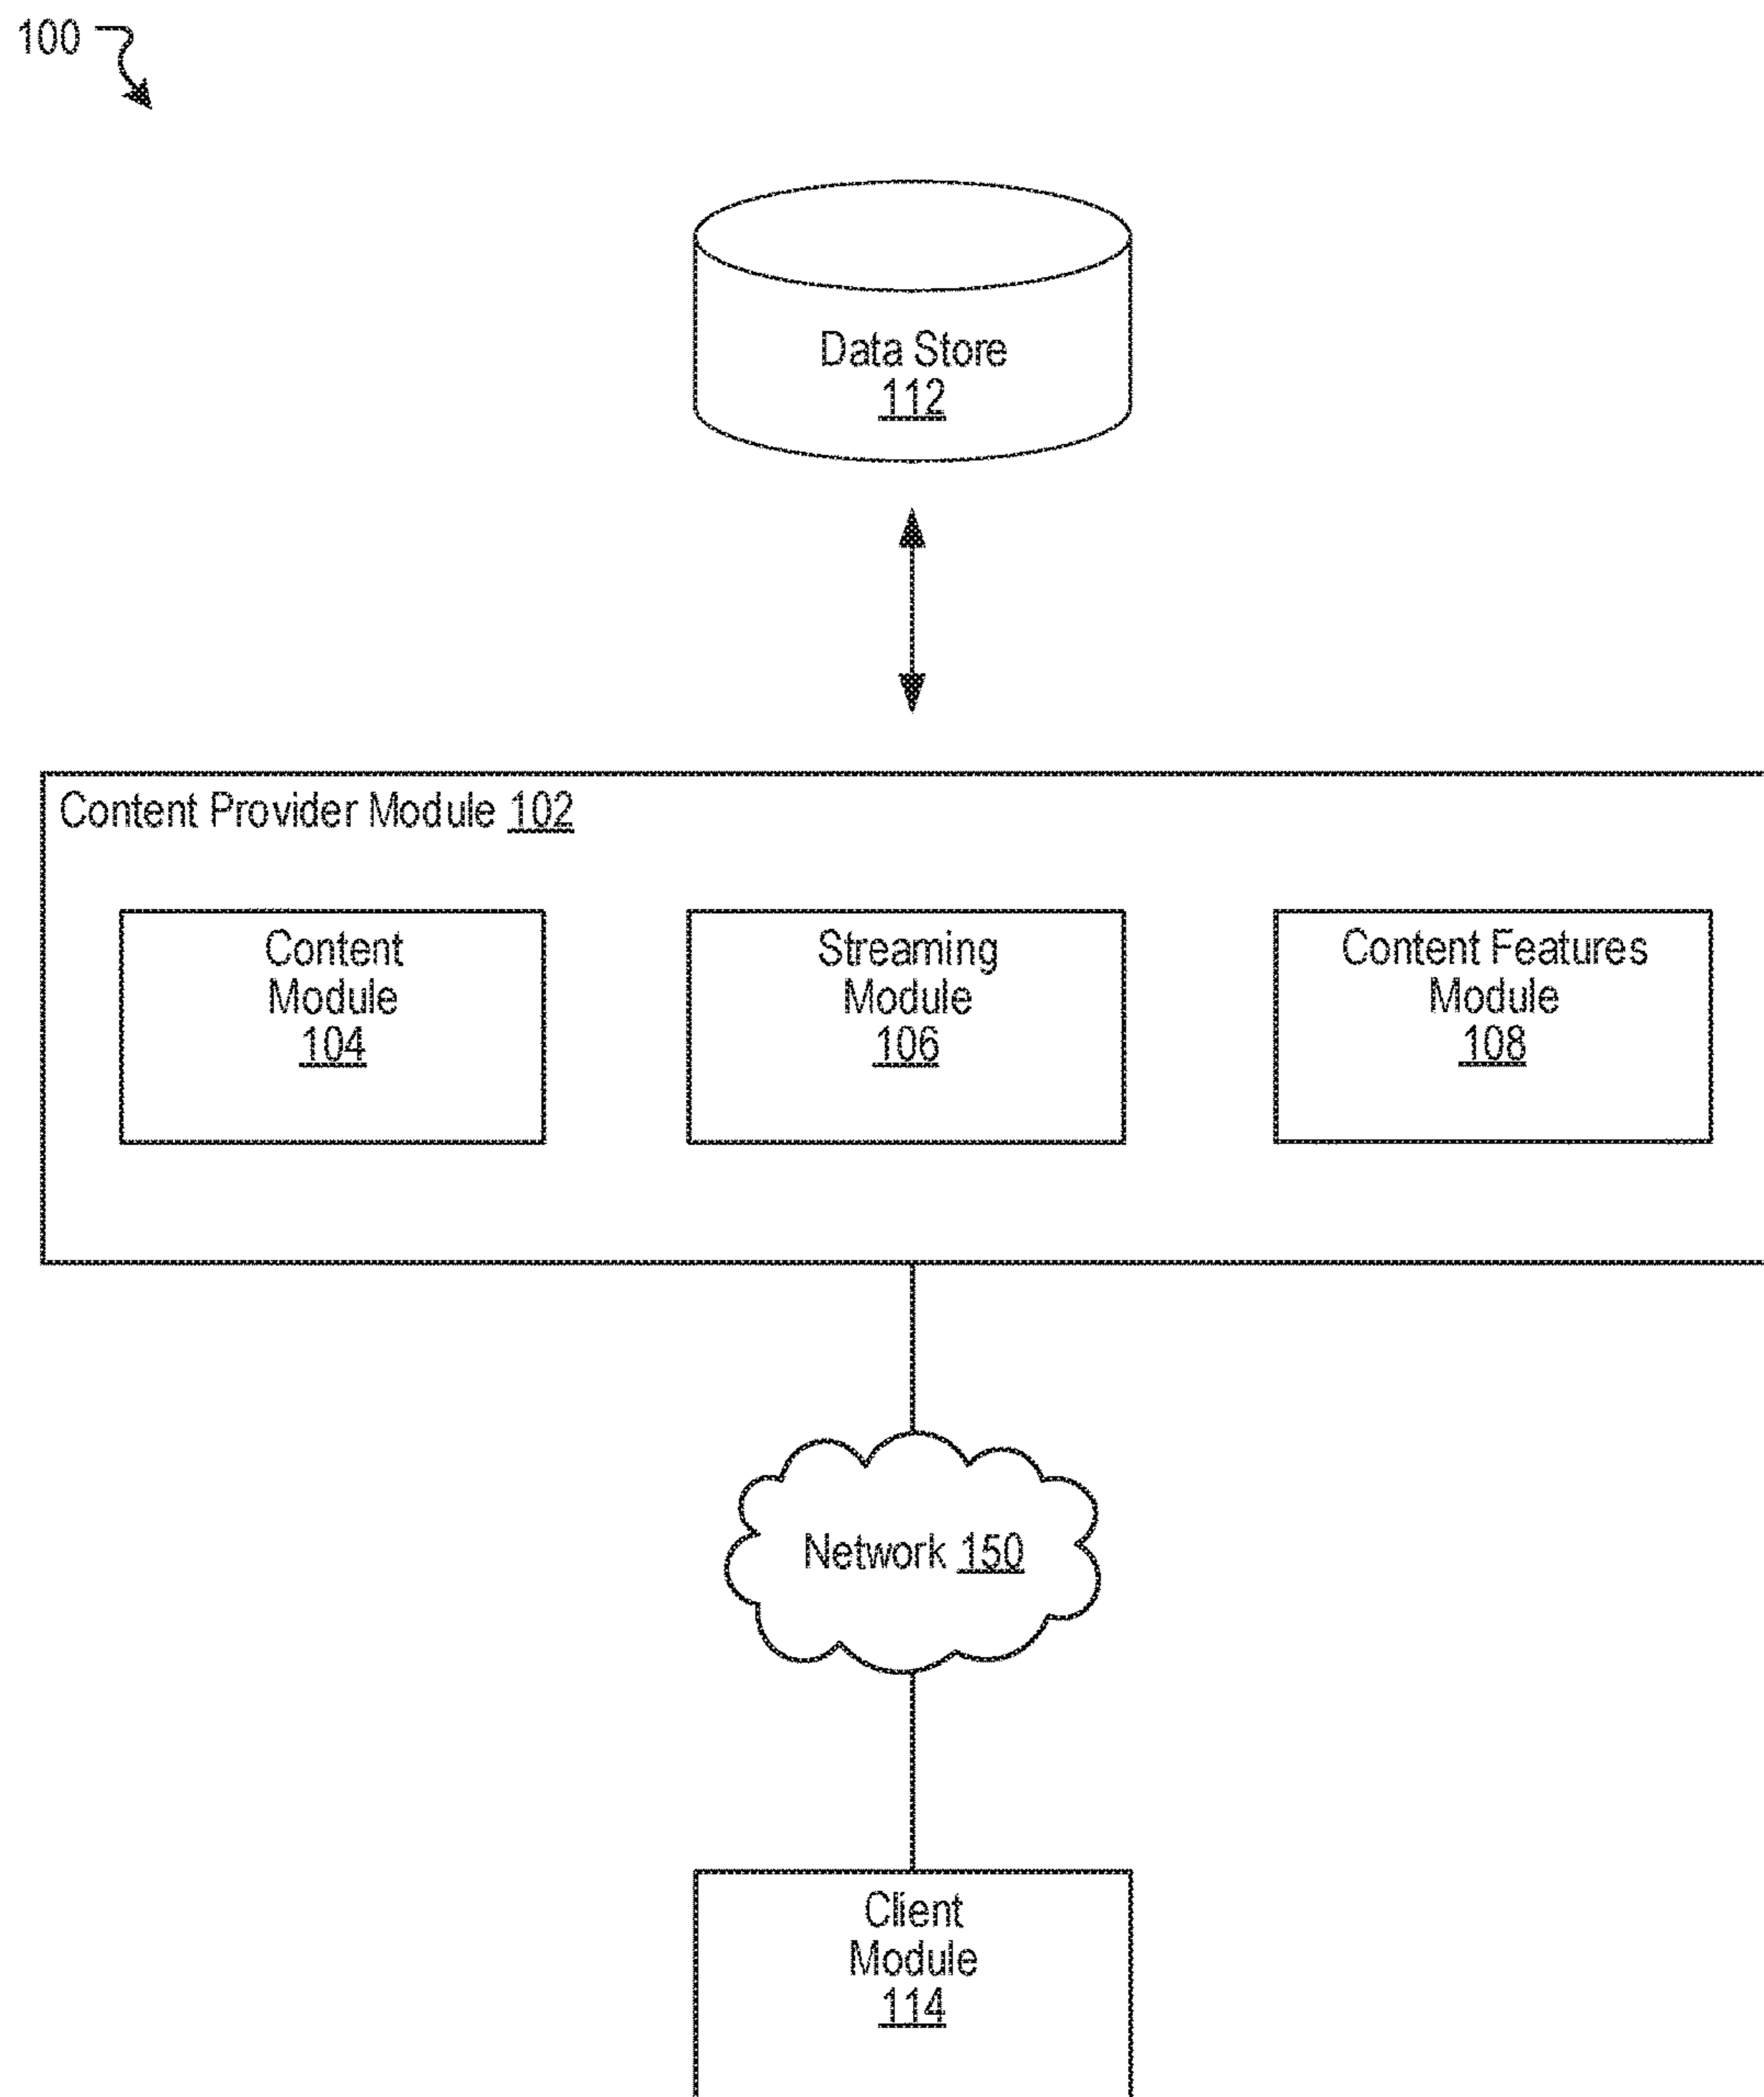 100
Data Store
112
Content Provider Module 102
Content
Module
104
Streaming
Module
106
Content Features
Module
108
Network 150
Client
Module
114